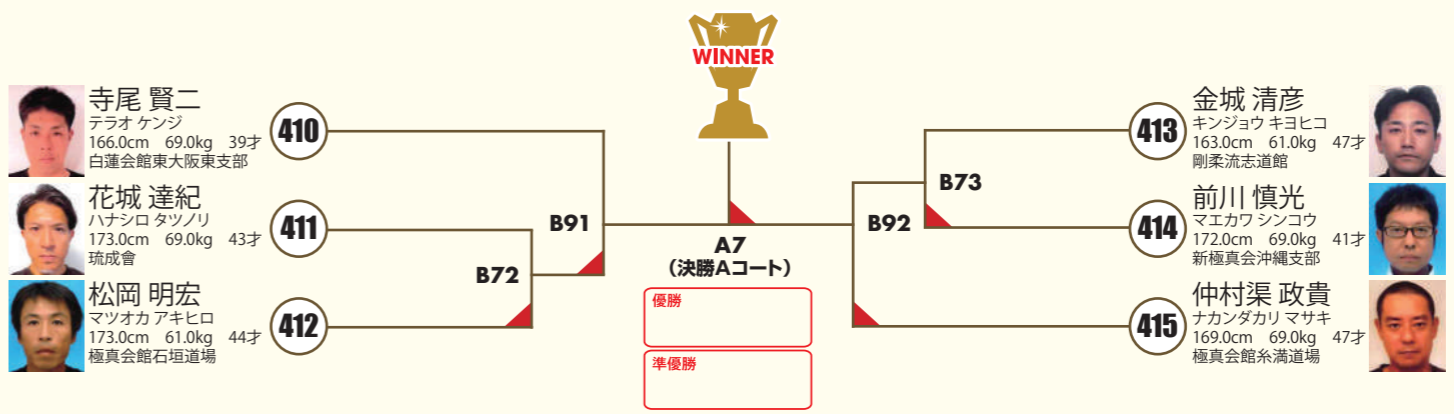 WINNER
寺尾 賢二
テラオ ケンジ
166.0cm 69.0kg 39才
白蓮会館東大阪東支部
410
花城 達紀
ハナシロ タツノリ
173.0cm 69.0kg 43才
琉成會
411
松岡 明宏
マツオカ アキヒロ
173.0cm 61.0kg 44才
極真会館石垣道場
412
B72
B91
A7
(決勝Aコート)
優勝
準優勝
B92
B73
413
金城 清彦
キンジョウ キヨヒコ
163.0cm 61.0kg 47才
剛柔流志道館
414
前川 慎光
マエカワ シンコウ
172.0cm 69.0kg 41才
新極真会沖縄支部
415
仲村渠 政貴
ナカンダカリ マサキ
169.0cm 69.0kg 47才
極真会館糸満道場